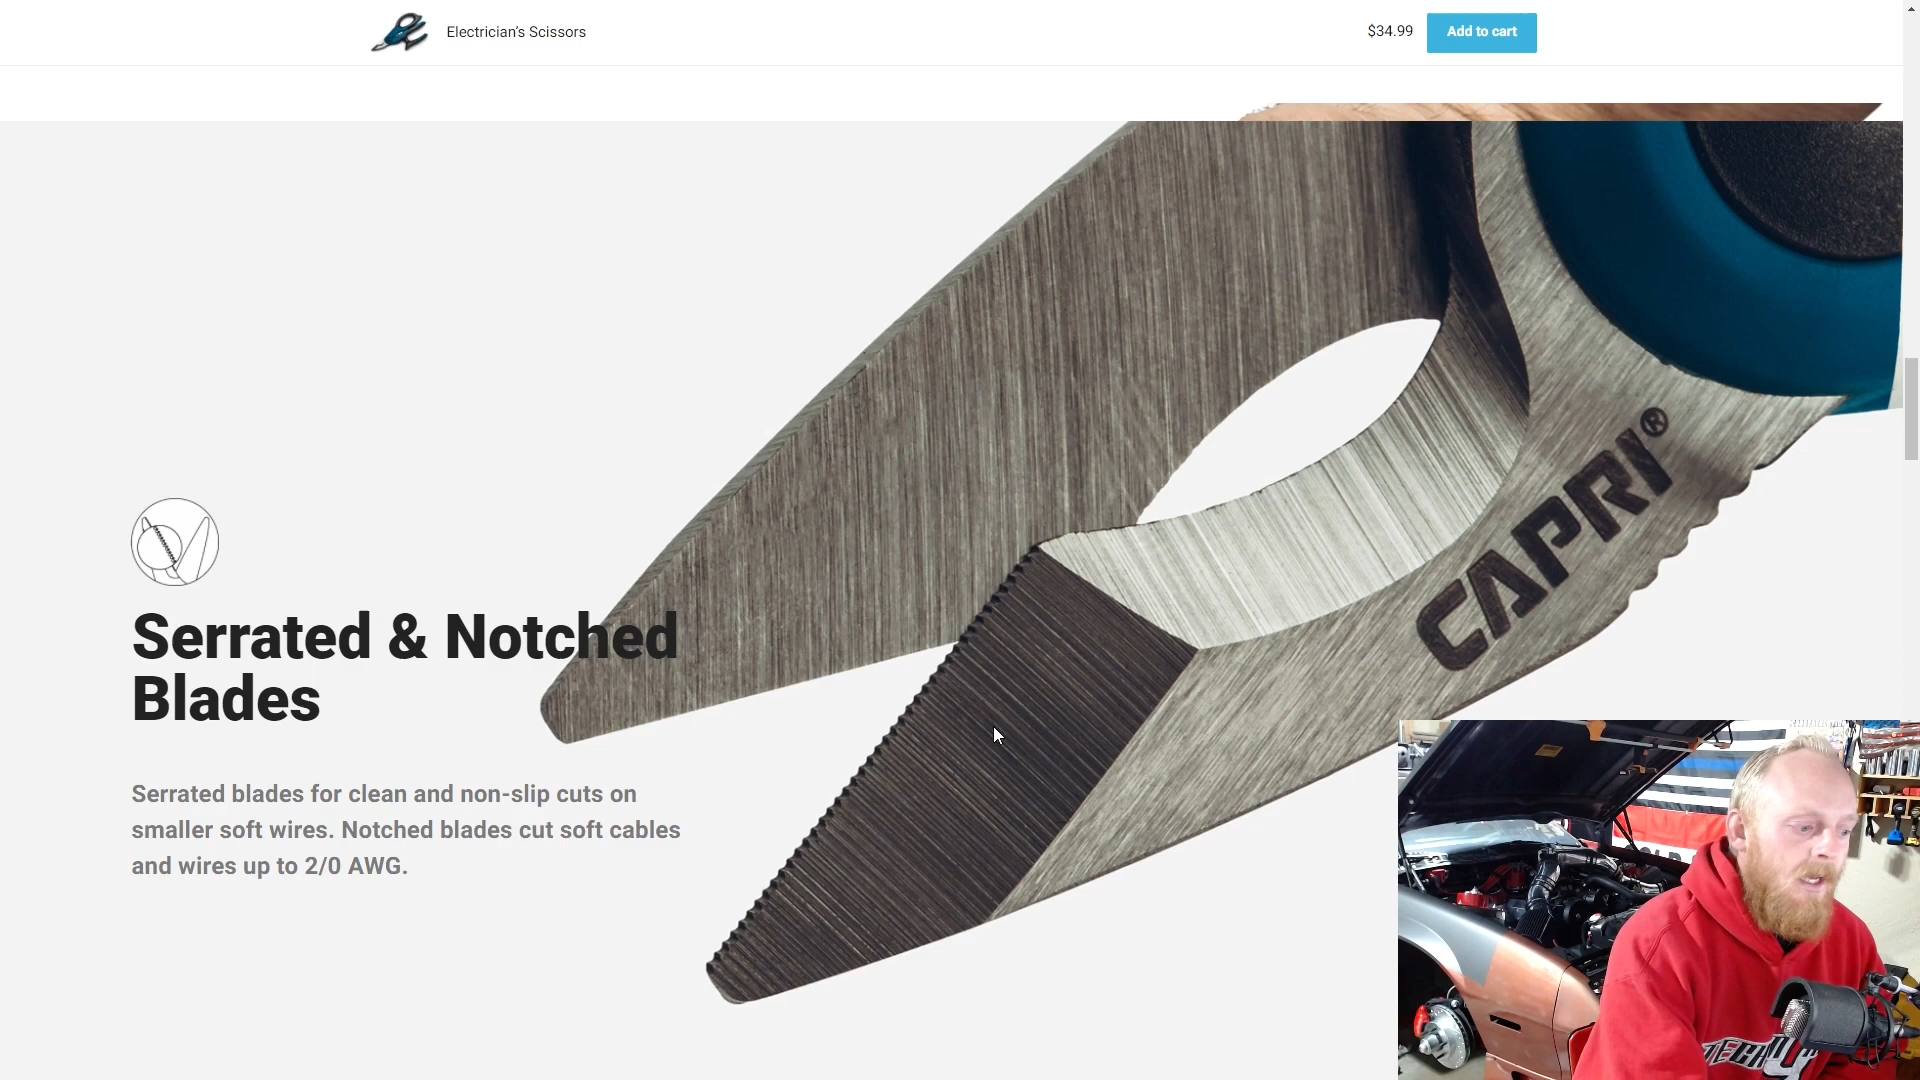 Electrician's Scissors
$34.99
Add to cart
CAPRI®
Serrated & Notched
Blades
Serrated blades for clean and non-slip cuts on
smaller soft wires. Notched blades cut soft cables
and wires up to 2/0 AWG.